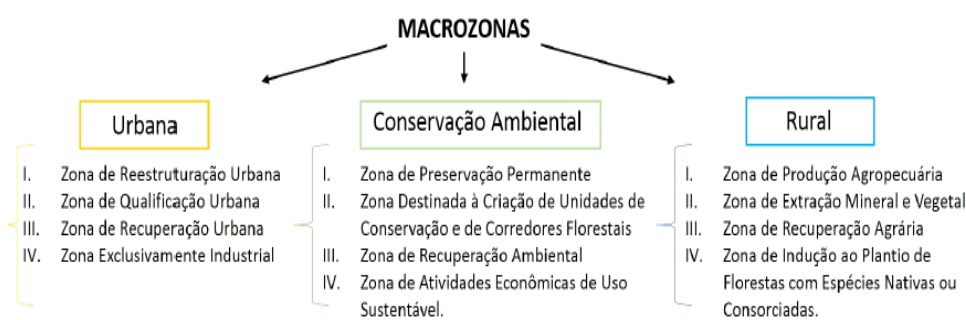 MACROZONAS
Urbana
I. Zona de Reestruturação Urbana
II. Zona de Qualificação Urbana
III. Zona de Recuperação Urbana
IV. Zona Exclusivamente Industrial
Conservação Ambiental
I. Zona de Preservação Permanente
II. Zona Destinada à Criação de Unidades de
Conservação e de Corredores Florestais
III. Zona de Recuperação Ambiental
IV. Zona de Atividades Econômicas de Uso
Sustentável.
Rural
I. Zona de Produção Agropecuária
II. Zona de Extração Mineral e Vegetal
III. Zona de Recuperação Agrária
IV. Zona de Indução ao Plantio de
Florestas com Espécies Nativas ou
Consorciadas.